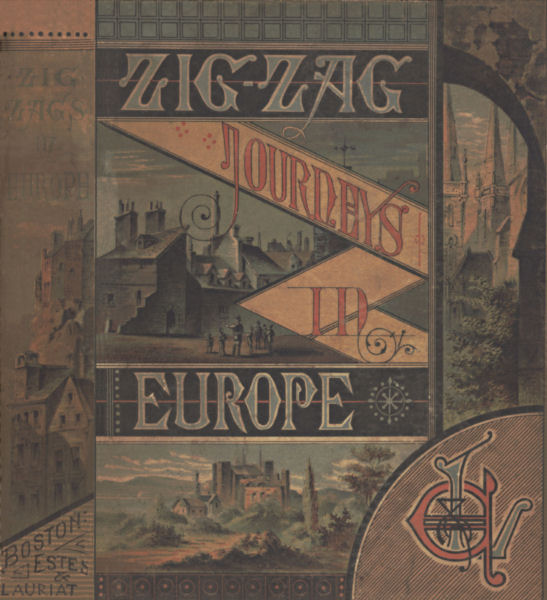 ZIG
ZAGS
IN
EUROPE
BOSTON:
ESTES
&
LAURIAT
ZIG-ZAG
JOURNEYS
IN
EUROPE